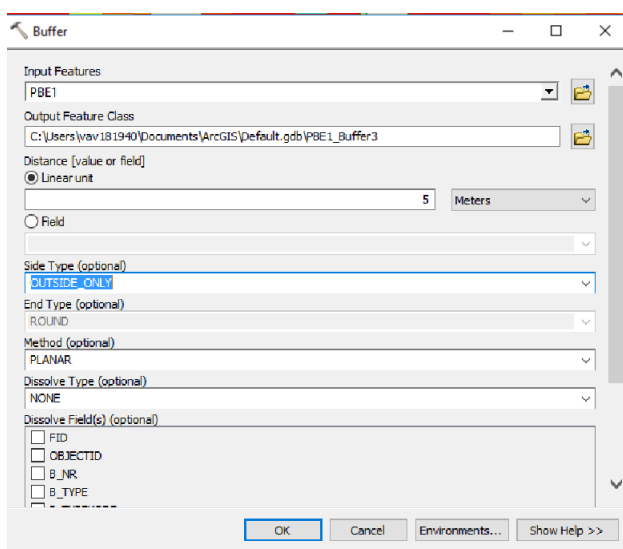 Buffer
Input Features
PBE1
Output Feature Class
C:\Users\vav181940\Documents\ArcGIS\Default.gdb\PBE1_Buffer3
Distance [value or field]
Linear unit
5 Meters
Field
Side Type (optional)
OUTSIDE_ONLY
End Type (optional)
ROUND
Method (optional)
PLANAR
Dissolve Type (optional)
NONE
Dissolve Field(s) (optional)
FID
OBJECTID
B_NR
B_TYPE
OK Cancel Environments... Show Help >>